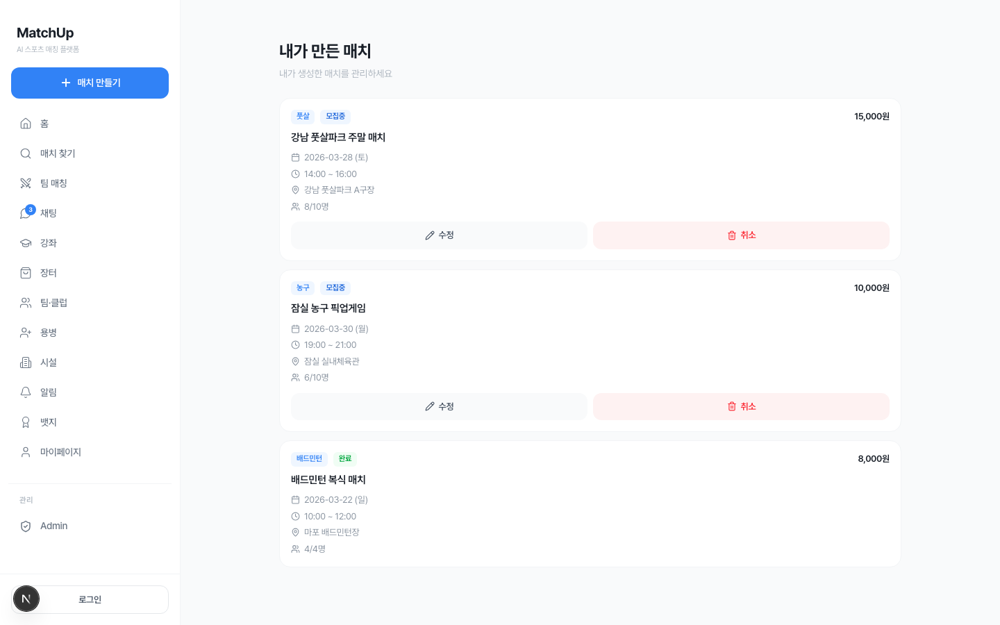 MatchUp
AI 스포츠 매칭 플랫폼
매치 만들기
홈
매치 찾기
팀 매칭
3
채팅
강좌
장터
팀·클럽
용병
시설
알림
뱃지
마이페이지
관리
Admin
N
로그인
내가 만든 매치
내가 생성한 매치를 관리하세요
풋살 모집중 15,000원
강남 풋살파크 주말 매치
2026-03-28 (토)
14:00 ~ 16:00
강남 풋살파크 A구장
8/10명
수정 취소
농구 모집중 10,000원
잠실 농구 픽업게임
2026-03-30 (월)
19:00 ~ 21:00
잠실 실내체육관
6/10명
수정 취소
배드민턴 완료 8,000원
배드민턴 복식 매치
2026-03-22 (일)
10:00 ~ 12:00
마포 배드민턴장
4/4명